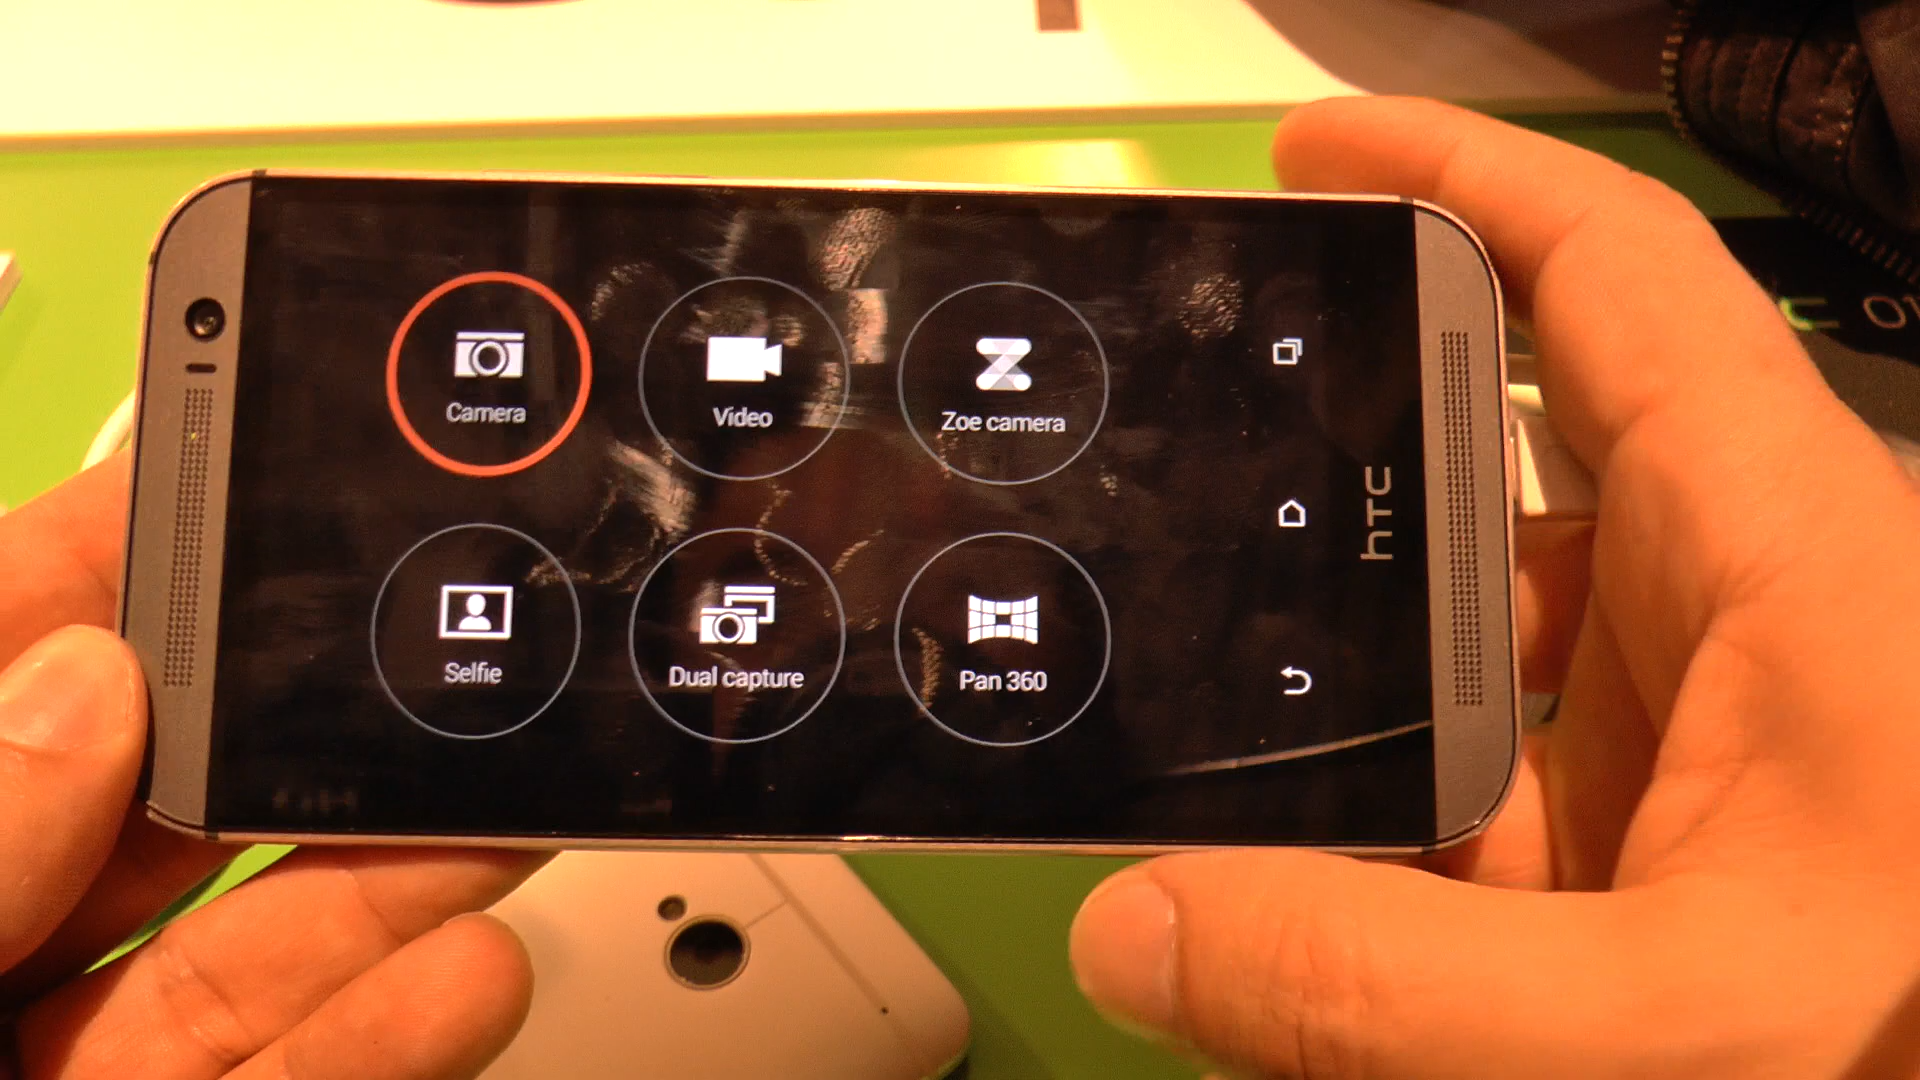 Camera
Video
Zoe camera
Selfie
Dual capture
Pan 360
hTC